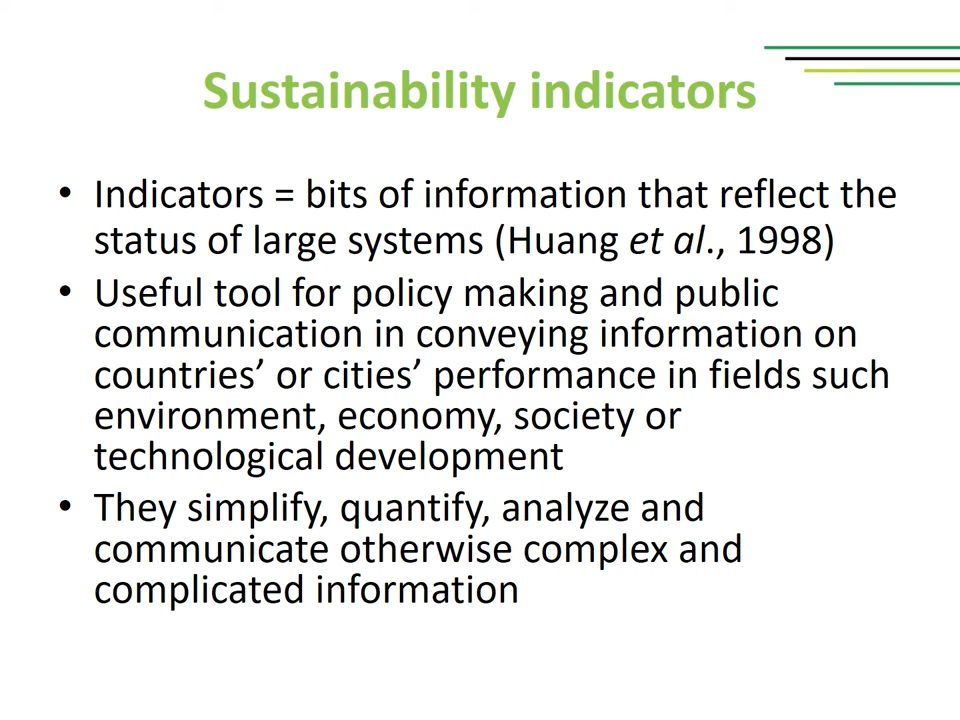 Sustainability indicators
• Indicators = bits of information that reflect the
status of large systems (Huang et al., 1998)
• Useful tool for policy making and public
communication in conveying information on
countries’ or cities’ performance in fields such
environment, economy, society or
technological development
• They simplify, quantify, analyze and
communicate otherwise complex and
complicated information